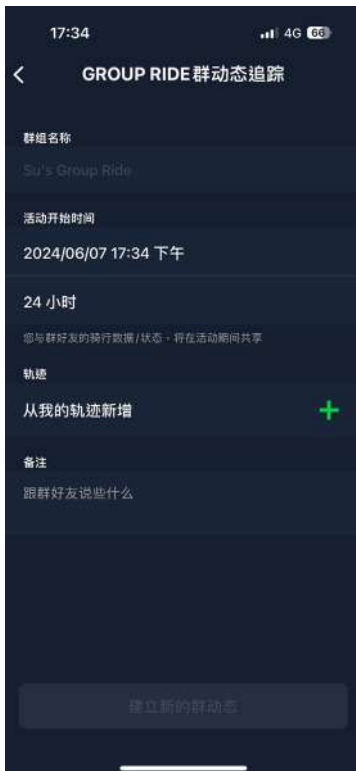 17:34
4G 66
GROUP RIDE群动态追踪
群组名称
Su's Group Ride
活动开始时间
2024/06/07 17:34 下午
24 小时
您与群好友的骑行数据/状态，将在活动期间共享
轨迹
从我的轨迹新增
备注
跟群好友说些什么
建立新的群动态